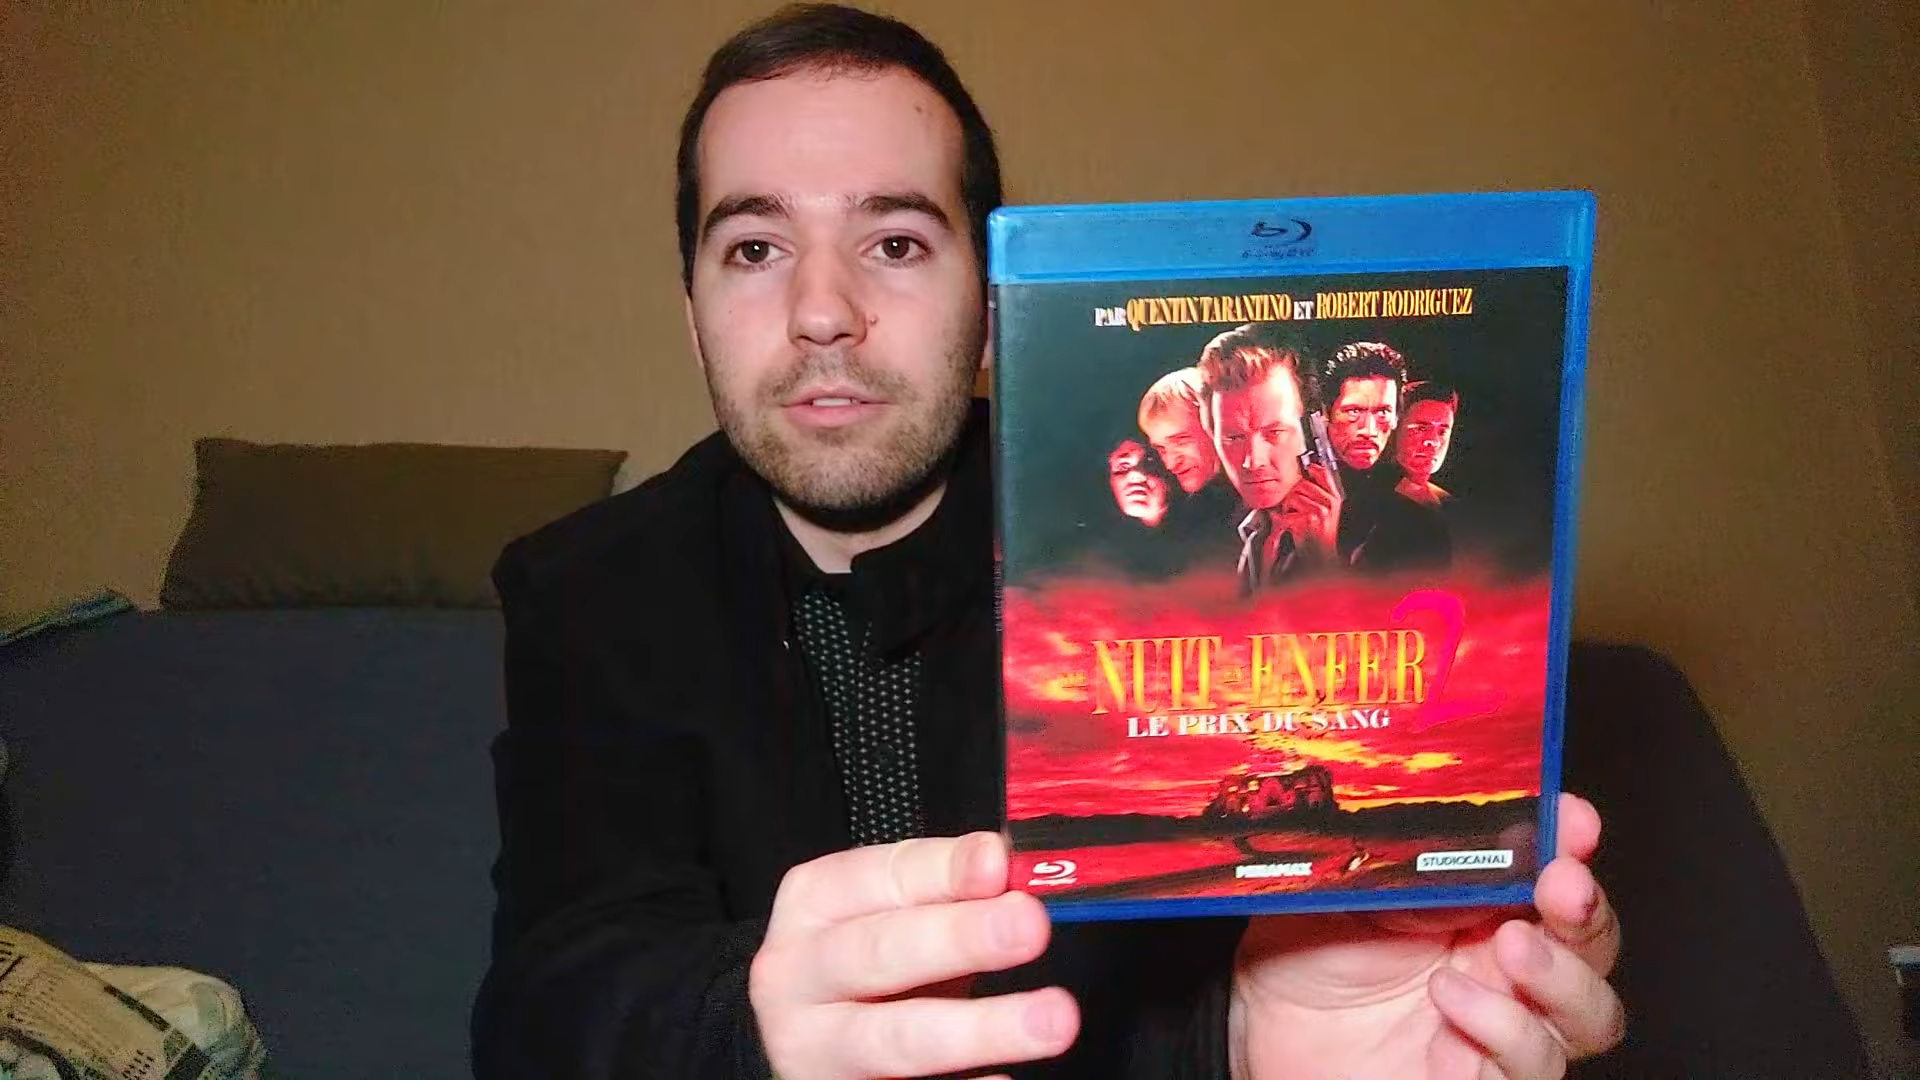 PAR QUENTIN TARANTINO ET ROBERT RODRIGUEZ
UNE NUIT EN ENFER 2
LE PRIX DU SANG
MIRAMAX
STUDIOCANAL